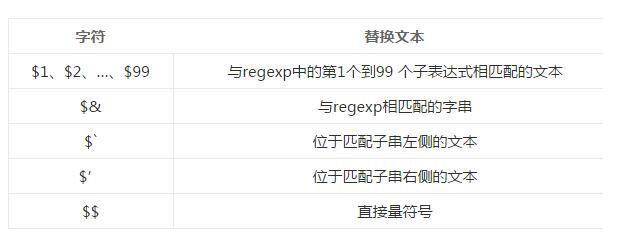 字符 替换文本
$1、$2、...、$99 与regexp中的第1个到99 个子表达式相匹配的文本
$& 与regexp相匹配的字串
$` 位于匹配子串左侧的文本
$' 位于匹配子串右侧的文本
$$ 直接量符号